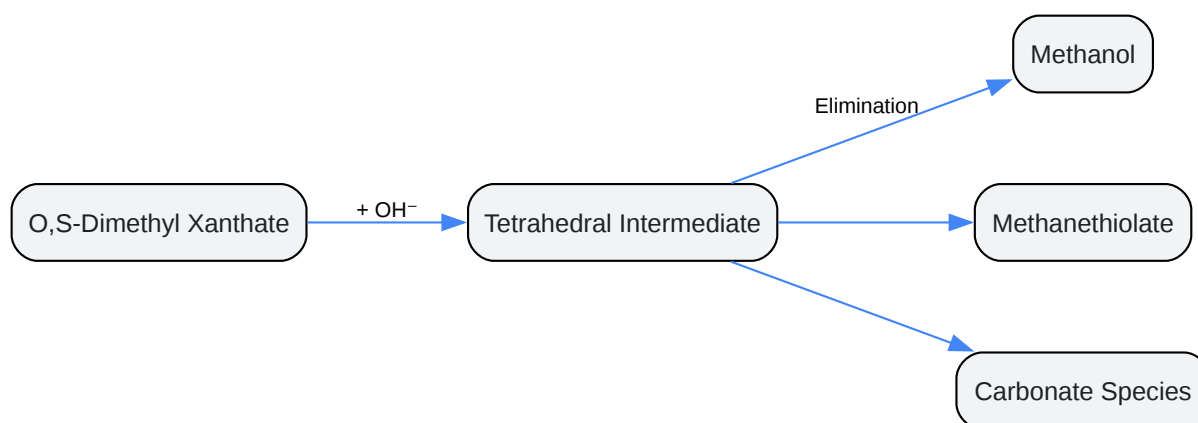 Methanol
Elimination
O,S-Dimethyl Xanthate
+ OH⁻
Tetrahedral Intermediate
Methanethiolate
Carbonate Species